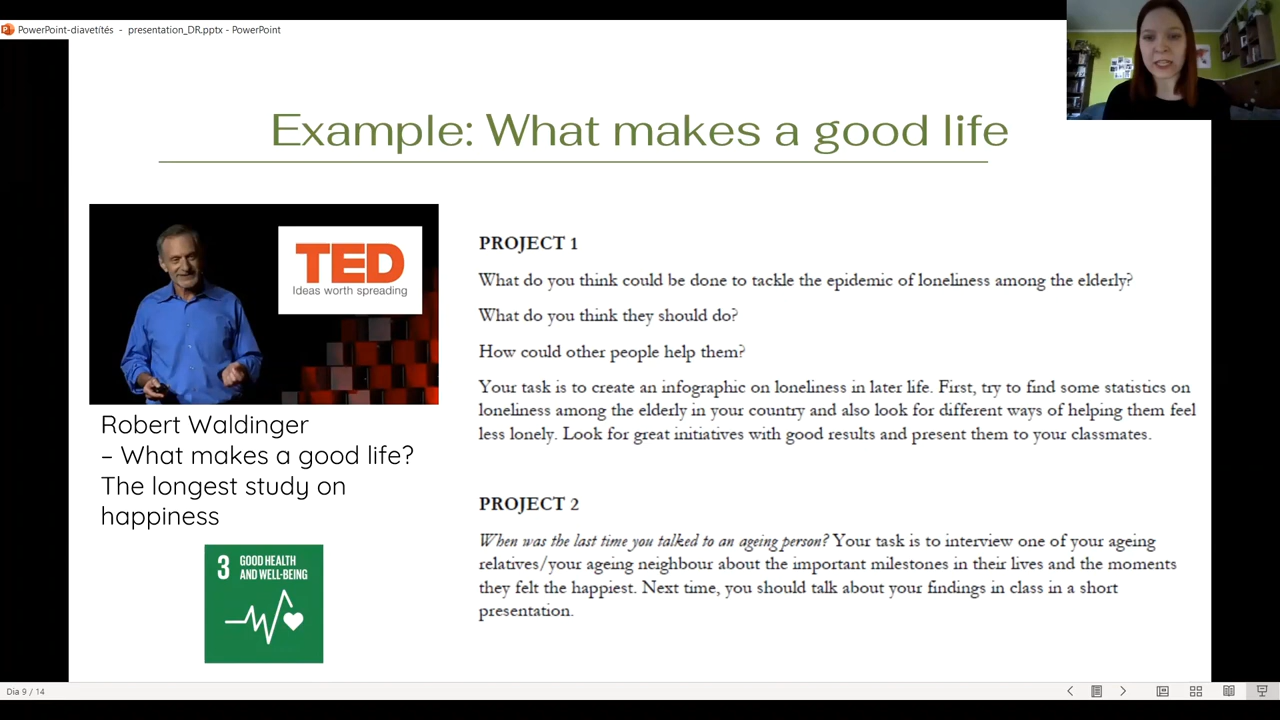 PowerPoint-diavetítés - presentation_DR.pptx - PowerPoint
Example: What makes a good life
TED
Ideas worth spreading
Robert Waldinger
– What makes a good life?
The longest study on
happiness
3 GOOD HEALTH
AND WELL-BEING
PROJECT 1
What do you think could be done to tackle the epidemic of loneliness among the elderly?
What do you think they should do?
How could other people help them?
Your task is to create an infographic on loneliness in later life. First, try to find some statistics on
loneliness among the elderly in your country and also look for different ways of helping them feel
less lonely. Look for great initiatives with good results and present them to your classmates.
PROJECT 2
When was the last time you talked to an ageing person? Your task is to interview one of your ageing
relatives/your ageing neighbour about the important milestones in their lives and the moments
they felt the happiest. Next time, you should talk about your findings in class in a short
presentation.
Dia 9 / 14